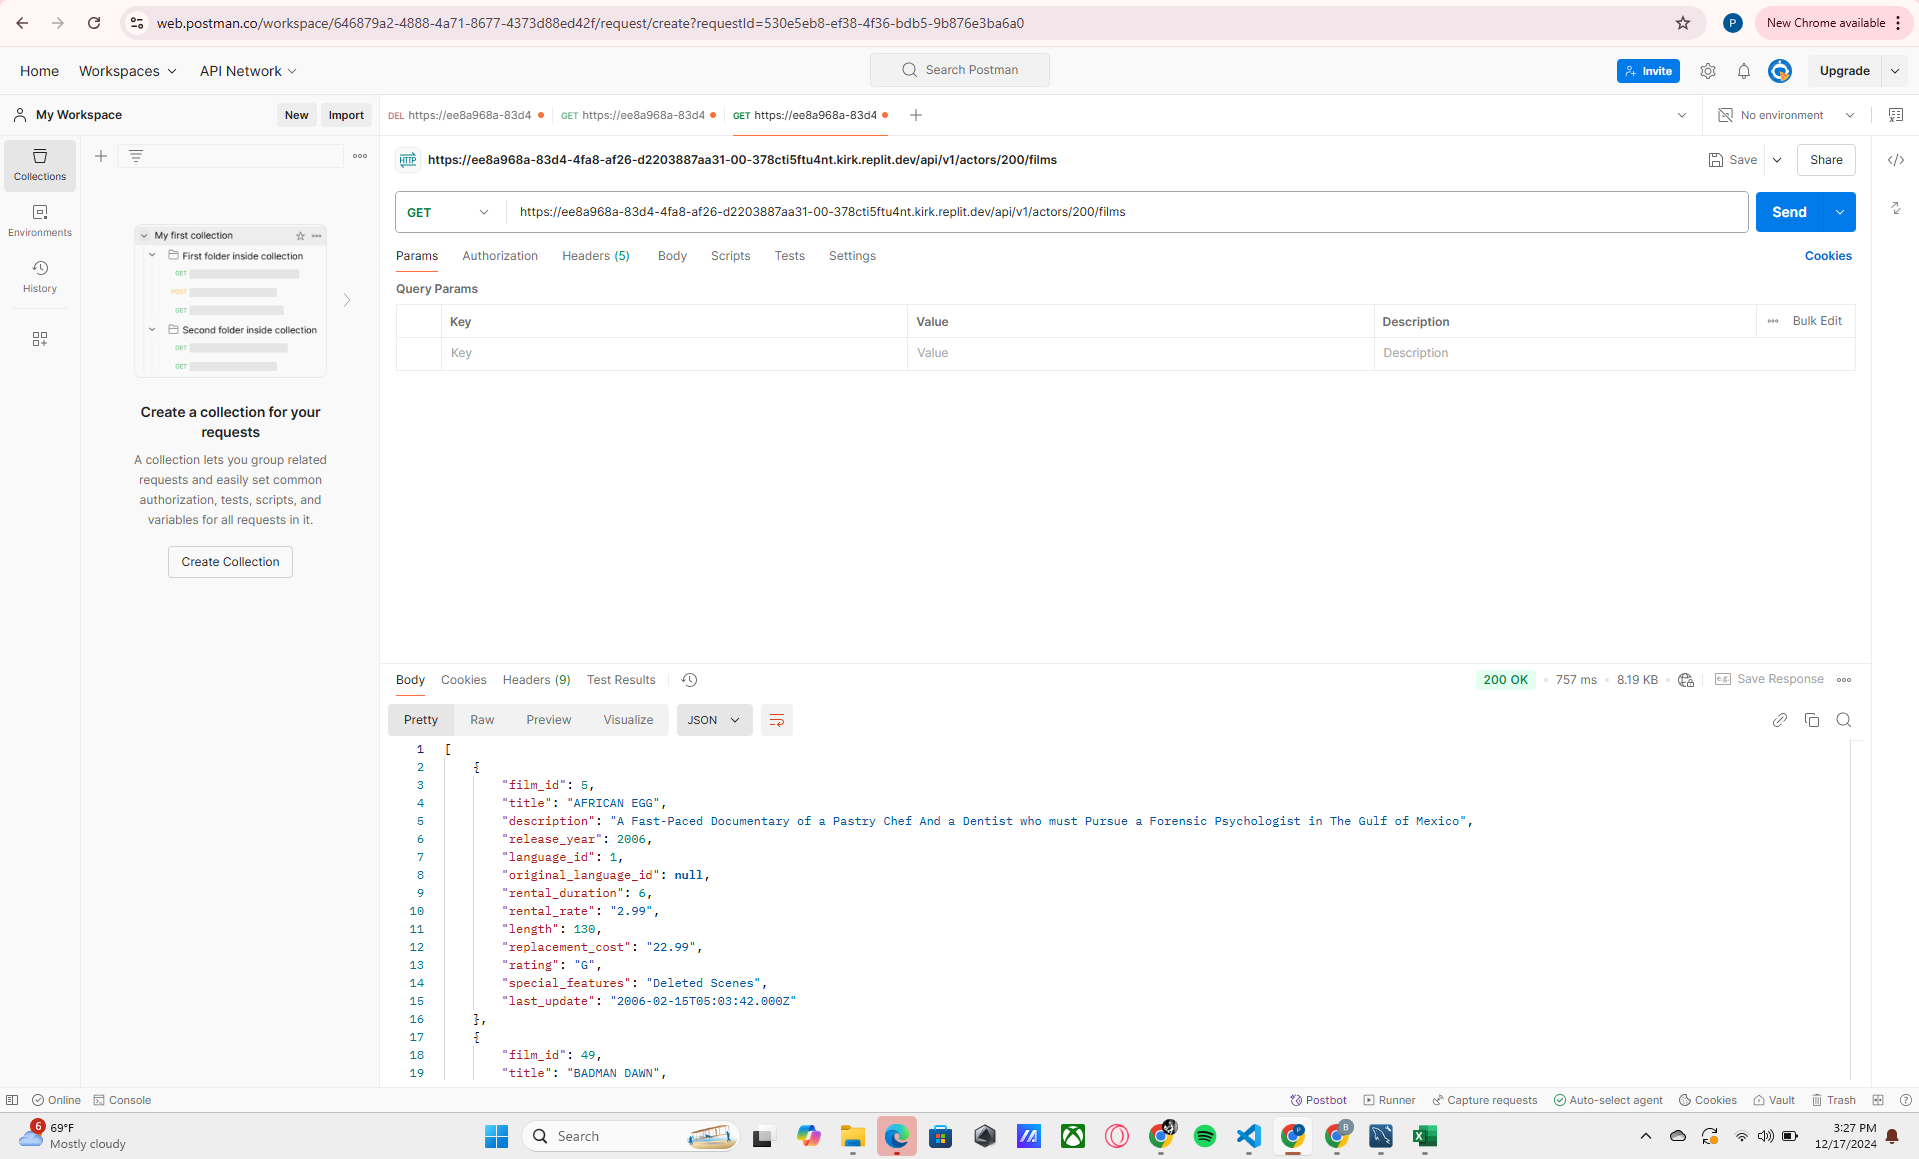 web.postman.co/workspace/646879a2-4888-4a71-8677-4373d88ed42f/request/create?requestId=530e5eb8-ef38-4f36-bdb5-9b876e3ba6a0
P
New Chrome available
Home
Workspaces
API Network
Search Postman
Invite
Upgrade
My Workspace
New
Import
DEL https://ee8a968a-83d4
GET https://ee8a968a-83d4
GET https://ee8a968a-83d4
No environment
Collections
Environments
History
My first collection
First folder inside collection
GET
POST
GET
Second folder inside collection
GET
GET
Create a collection for your
requests
A collection lets you group related
requests and easily set common
authorization, tests, scripts, and
variables for all requests in it.
Create Collection
HTTP
https://ee8a968a-83d4-4fa8-af26-d2203887aa31-00-378cti5ftu4nt.kirk.replit.dev/api/v1/actors/200/films
Save
Share
GET
https://ee8a968a-83d4-4fa8-af26-d2203887aa31-00-378cti5ftu4nt.kirk.replit.dev/api/v1/actors/200/films
Send
Params
Authorization
Headers (5)
Body
Scripts
Tests
Settings
Cookies
Query Params
Key
Value
Description
Bulk Edit
Key
Value
Description
Body
Cookies
Headers (9)
Test Results
200 OK
757 ms
8.19 KB
e.g.
Save Response
Pretty
Raw
Preview
Visualize
JSON
1 [
2 {
3 "film_id": 5,
4 "title": "AFRICAN EGG",
5 "description": "A Fast-Paced Documentary of a Pastry Chef And a Dentist who must Pursue a Forensic Psychologist in The Gulf of Mexico",
6 "release_year": 2006,
7 "language_id": 1,
8 "original_language_id": null,
9 "rental_duration": 6,
10 "rental_rate": "2.99",
11 "length": 130,
12 "replacement_cost": "22.99",
13 "rating": "G",
14 "special_features": "Deleted Scenes",
15 "last_update": "2006-02-15T05:03:42.000Z"
16 },
17 {
18 "film_id": 49,
19 "title": "BADMAN DAWN",
Online
Console
Postbot
Runner
Capture requests
Auto-select agent
Cookies
Vault
Trash
6
69°F
Mostly cloudy
Search
P
B
3:27 PM
12/17/2024